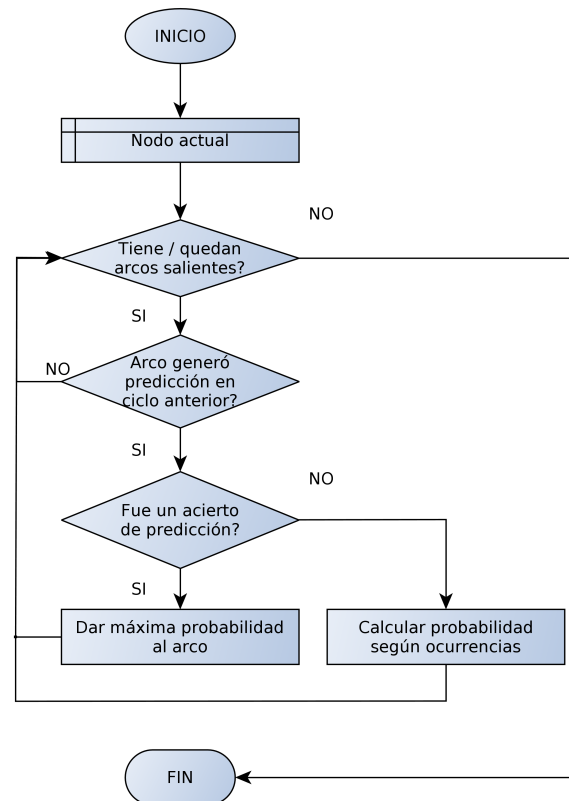 INICIO
Nodo actual
NO
Tiene / quedan
arcos salientes?
SI
Arco generó
predicción en
ciclo anterior?
NO
SI
NO
Fue un acierto
de predicción?
SI
Dar máxima probabilidad
al arco
Calcular probabilidad
según ocurrencias
FIN